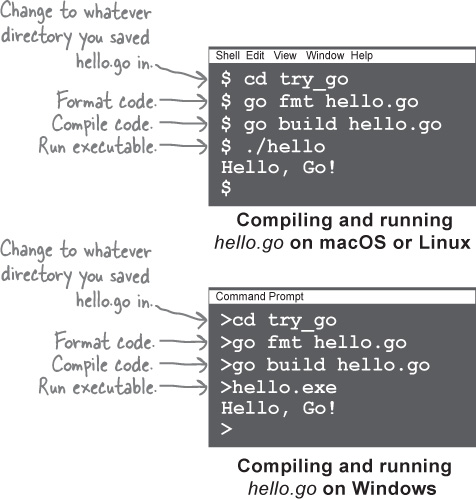 Change to whatever
directory you saved
hello.go in.
Format code.
Compile code.
Run executable.
Shell Edit View Window Help
$ cd try_go
$ go fmt hello.go
$ go build hello.go
$ ./hello
Hello, Go!
$
Compiling and running
hello.go on macOS or Linux
Change to whatever
directory you saved
hello.go in.
Format code.
Compile code.
Run executable.
Command Prompt
>cd try_go
>go fmt hello.go
>go build hello.go
>hello.exe
Hello, Go!
>
Compiling and running
hello.go on Windows